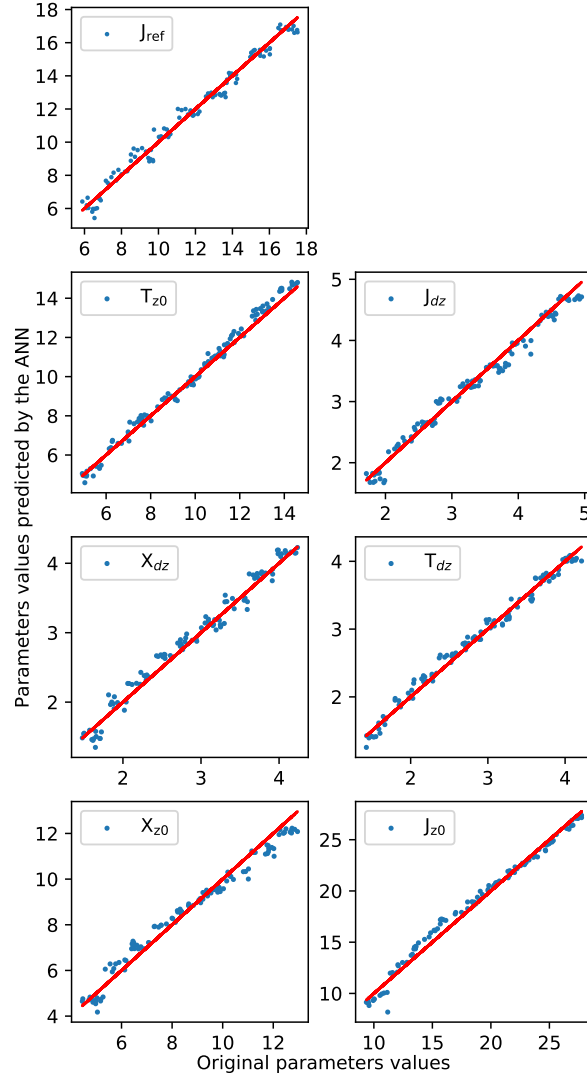 18
16
14
12
10
8
6
J_ref
6 8 10 12 14 16 18
Parameters values predicted by the ANN
14
12
10
8
6
T_z0
6 8 10 12 14
5
4
3
2
J_dz
2 3 4 5
4
3
2
X_dz
2 3 4
4
3
2
T_dz
2 3 4
12
10
8
6
4
X_z0
6 8 10 12
25
20
15
10
J_z0
10 15 20 25
Original parameters values